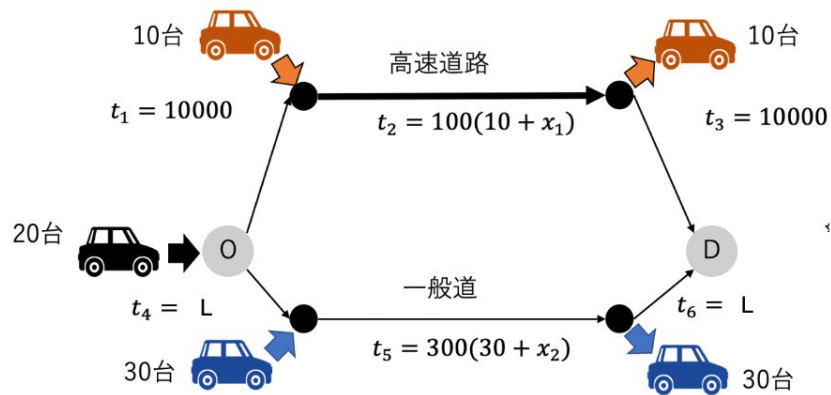 10台
10台
高速道路
t₁ = 10000
t₂ = 100(10 + x₁)
t₃ = 10000
20台
O
D
一般道
t₄ = L
t₆ = L
t₅ = 300(30 + x₂)
30台
30台